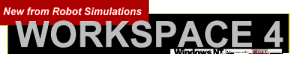 New from Robot Simulations
WORKSPACE 4
Windows NT